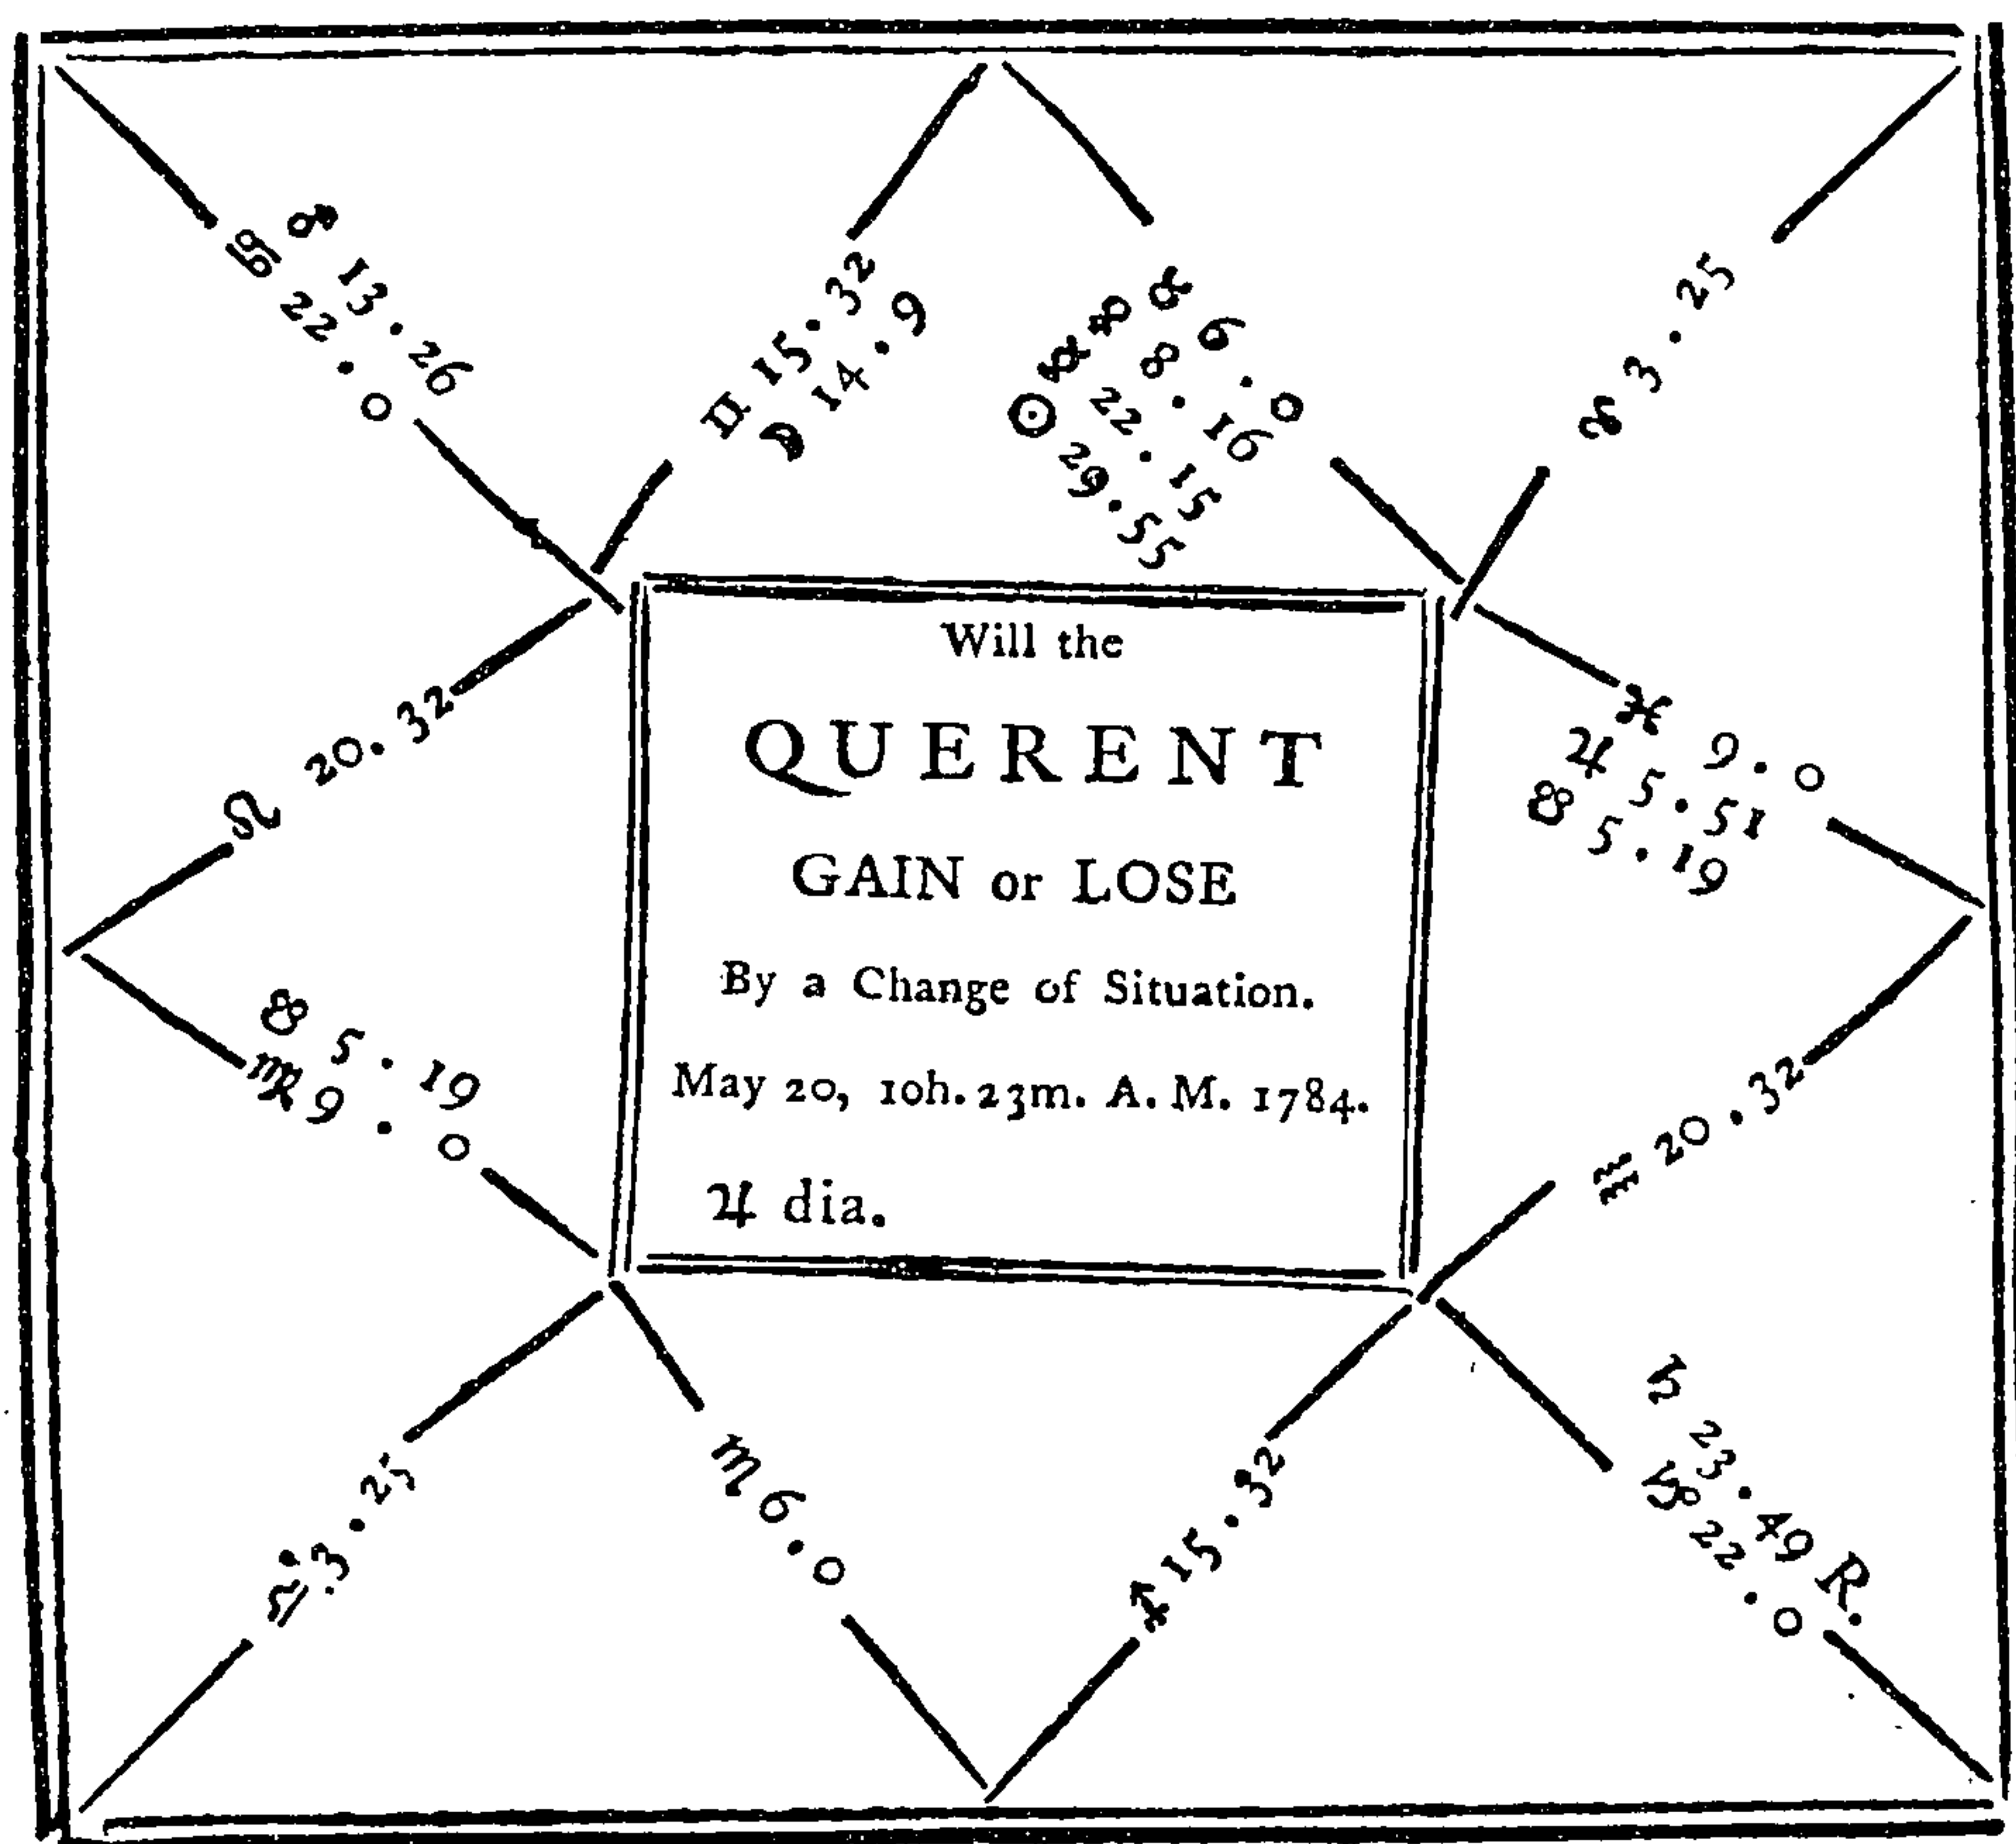 13.26
♋ 22.0
♊ 15.32
☽ 14.9
6.0
8.16
22.15
☉ 29.55
3.25
♌ 20.32
♓ 9.0
♃ 5.51
5.19
Will the
QUERENT
GAIN or LOSE
By a Change of Situation.
May 20, 10h. 23m. A. M. 1784.
♃ dia.
5.19
♍ 9.0
♒ 20.32
♎ 3.25
♏ 6.0
♐ 15.32
♄ 23.49 R.
♑ 22.0